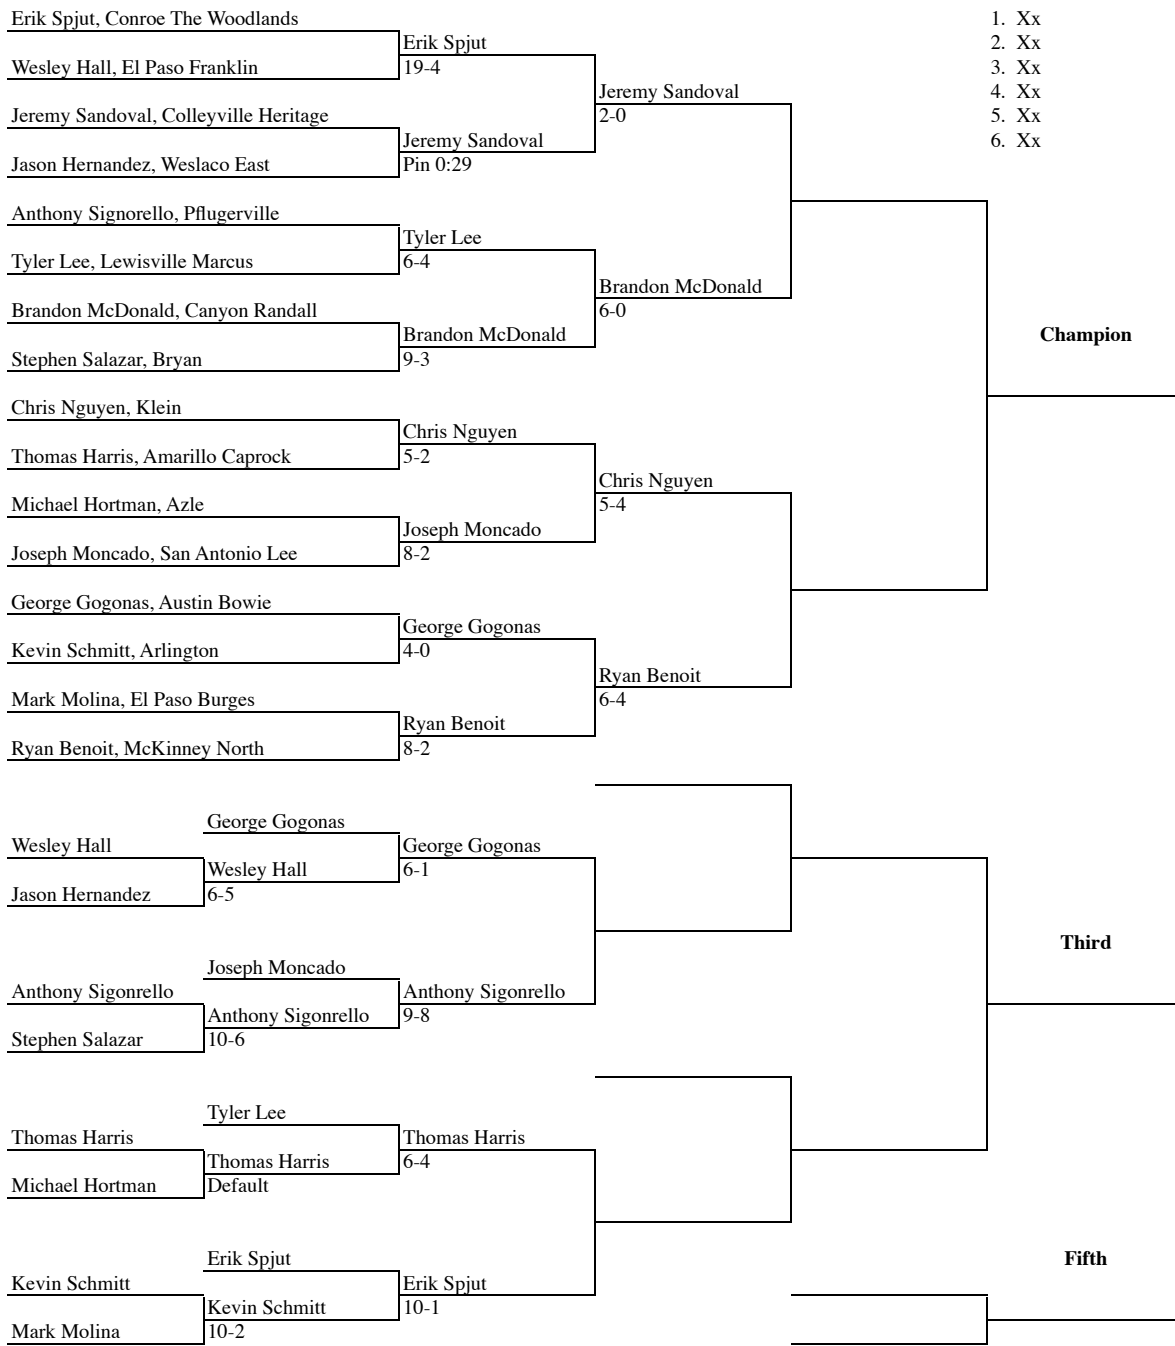 Erik Spjut, Conroe The Woodlands
1. Xx
Erik Spjut
2. Xx
Wesley Hall, El Paso Franklin
19-4
3. Xx
Jeremy Sandoval
4. Xx
Jeremy Sandoval, Colleyville Heritage
2-0
5. Xx
Jeremy Sandoval
6. Xx
Jason Hernandez, Weslaco East
Pin 0:29
Anthony Signorello, Pflugerville
Tyler Lee
Tyler Lee, Lewisville Marcus
6-4
Brandon McDonald
Brandon McDonald, Canyon Randall
6-0
Brandon McDonald
Champion
Stephen Salazar, Bryan
9-3
Chris Nguyen, Klein
Chris Nguyen
Thomas Harris, Amarillo Caprock
5-2
Chris Nguyen
Michael Hortman, Azle
5-4
Joseph Moncado
Joseph Moncado, San Antonio Lee
8-2
George Gogonas, Austin Bowie
George Gogonas
Kevin Schmitt, Arlington
4-0
Ryan Benoit
Mark Molina, El Paso Burges
6-4
Ryan Benoit
Ryan Benoit, McKinney North
8-2
George Gogonas
Wesley Hall
George Gogonas
Wesley Hall
6-1
Jason Hernandez
6-5
Third
Joseph Moncado
Anthony Sigonrello
Anthony Sigonrello
Anthony Sigonrello
9-8
Stephen Salazar
10-6
Tyler Lee
Thomas Harris
Thomas Harris
Thomas Harris
6-4
Michael Hortman
Default
Erik Spjut
Fifth
Kevin Schmitt
Erik Spjut
Kevin Schmitt
10-1
Mark Molina
10-2